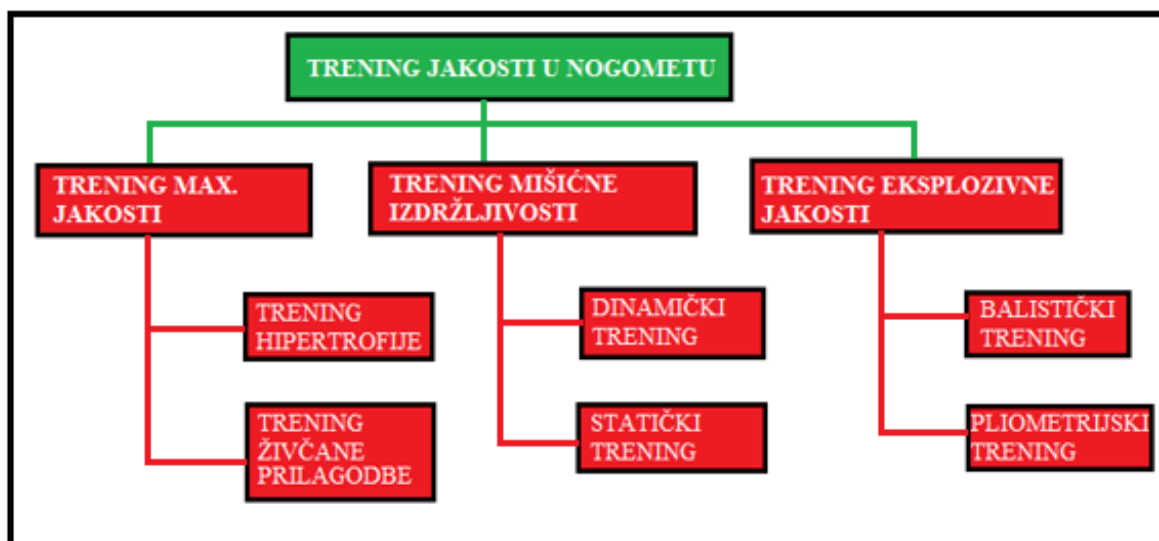 TRENING JAKOSTI U NOGOMETU
TRENING MAX.
JAKOSTI
TRENING MIŠIĆNE
IZDRŽLJIVOSTI
TRENING EKSPLOZIVNE
JAKOSTI
TRENING
HIPERTROFIJE
DINAMIČKI
TRENING
BALISTIČKI
TRENING
TRENING
ŽIVČANE
PRILAGODBE
STATIČKI
TRENING
PLIOMETRIJSKI
TRENING